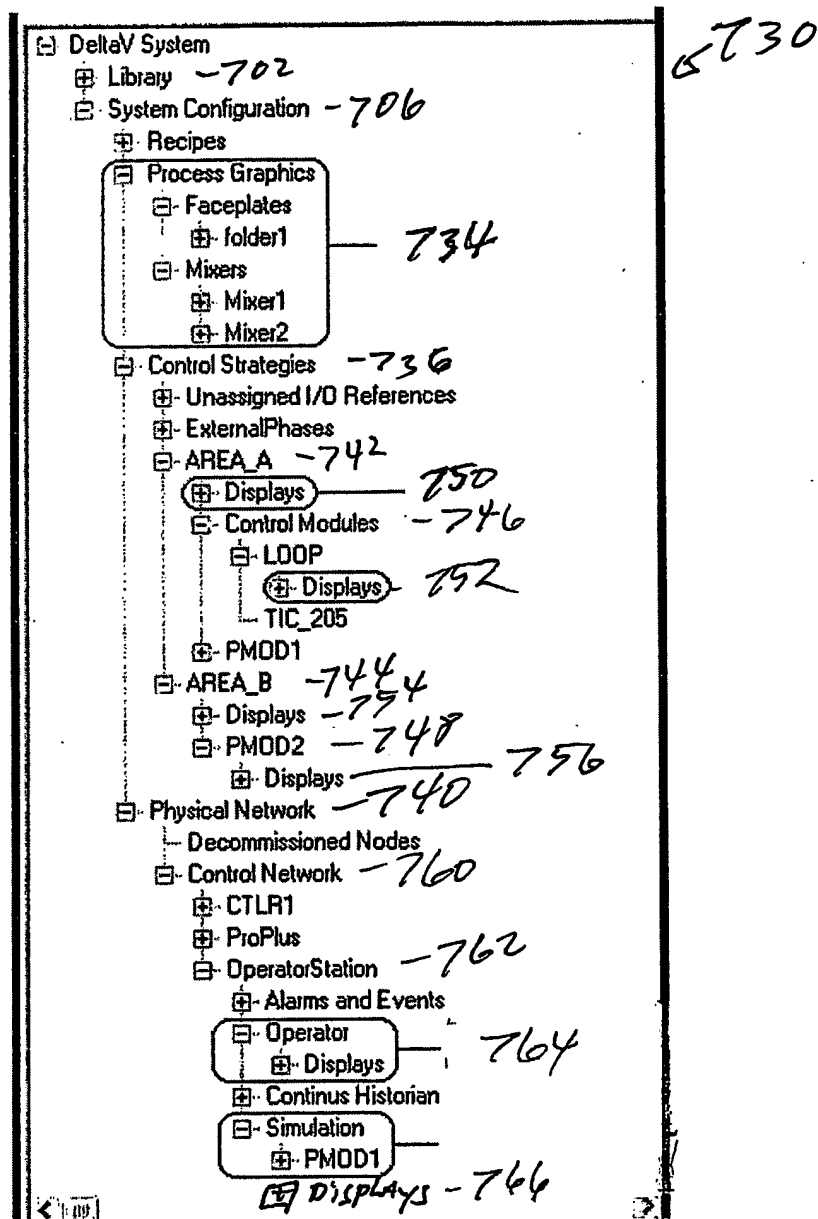 DeltaV System
730
Library - 702
System Configuration - 706
Recipes
Process Graphics
Faceplates
folder1
734
Mixers
Mixer1
Mixer2
Control Strategies - 736
Unassigned I/O References
ExternalPhases
AREA_A - 742
Displays 750
Control Modules - 746
LOOP
Displays 752
TIC_205
PMOD1
AREA_B - 744
Displays - 754
PMOD2 - 748
Displays 756
Physical Network - 740
Decommissioned Nodes
Control Network - 760
CTLR1
ProPlus
OperatorStation - 762
Alarms and Events
Operator
764
Displays
Continus Historian
Simulation
PMOD1
DISPLAYS - 766